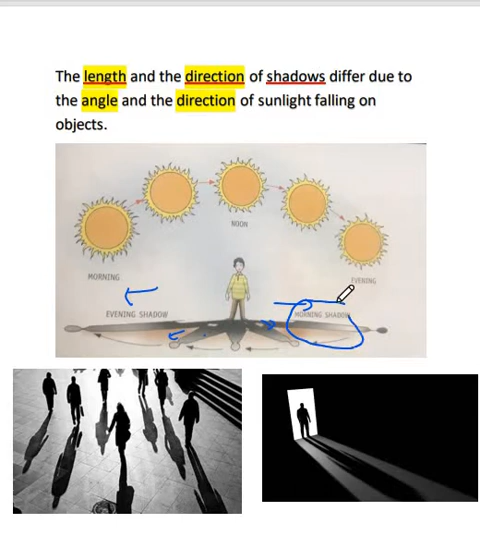 The length and the direction of shadows differ due to
the angle and the direction of sunlight falling on
objects.
NOON
MORNING
EVENING
EVENING SHADOW
MORNING SHADOW